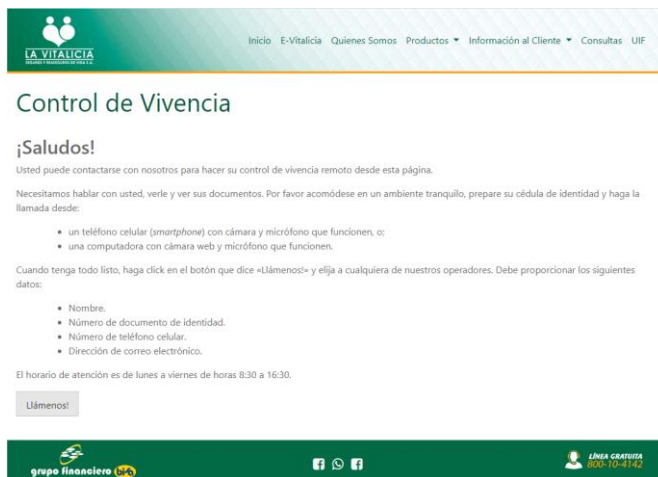 LA VITALICIA
SEGUROS Y REASEGUROS DE VIDA S.A.
Inicio E-Vitalicia Quienes Somos Productos Información al Cliente Consultas UIF
Control de Vivencia
¡Saludos!
Usted puede contactarse con nosotros para hacer su control de vivencia remoto desde esta página.
Necesitamos hablar con usted, verle y ver sus documentos. Por favor acomódese en un ambiente tranquilo, prepare su cédula de identidad y haga la
llamada desde:
• un teléfono celular (smartphone) con cámara y micrófono que funcionen, o;
• una computadora con cámara web y micrófono que funcionen.
Cuando tenga todo listo, haga click en el botón que dice «Llámenos!» y elija a cualquiera de nuestros operadores. Debe proporcionar los siguientes
datos:
• Nombre.
• Número de documento de identidad.
• Número de teléfono celular.
• Dirección de correo electrónico.
El horario de atención es de lunes a viernes de horas 8:30 a 16:30.
Llámenos!
grupo financiero bisa
LÍNEA GRATUITA
800-10-4142